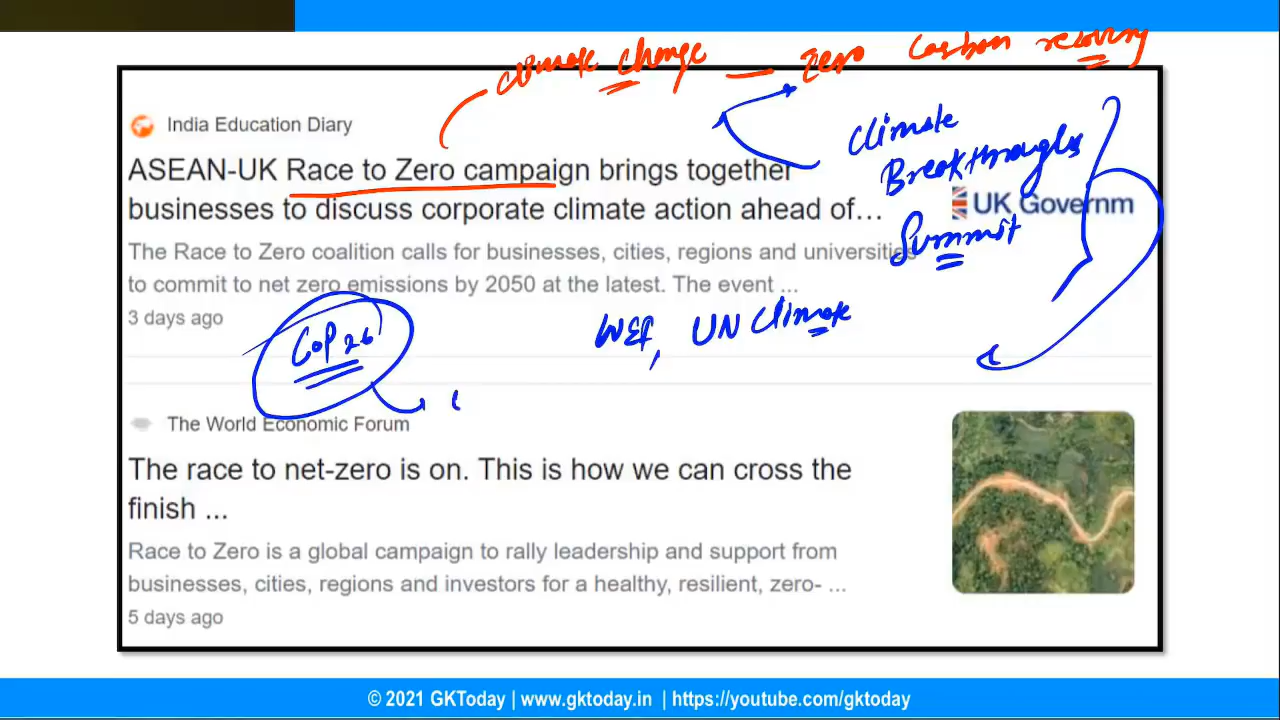 climate change — Zero Carbon recovery
India Education Diary
ASEAN-UK Race to Zero campaign brings together
businesses to discuss corporate climate action ahead of...
Climate
Breakthroughs
Summit
UK Governm
The Race to Zero coalition calls for businesses, cities, regions and universities
to commit to net zero emissions by 2050 at the latest. The event ...
3 days ago
COP 26
WEF, UN Climate
The World Economic Forum
The race to net-zero is on. This is how we can cross the
finish ...
Race to Zero is a global campaign to rally leadership and support from
businesses, cities, regions and investors for a healthy, resilient, zero- ...
5 days ago
© 2021 GKToday | www.gktoday.in | https://youtube.com/gktoday